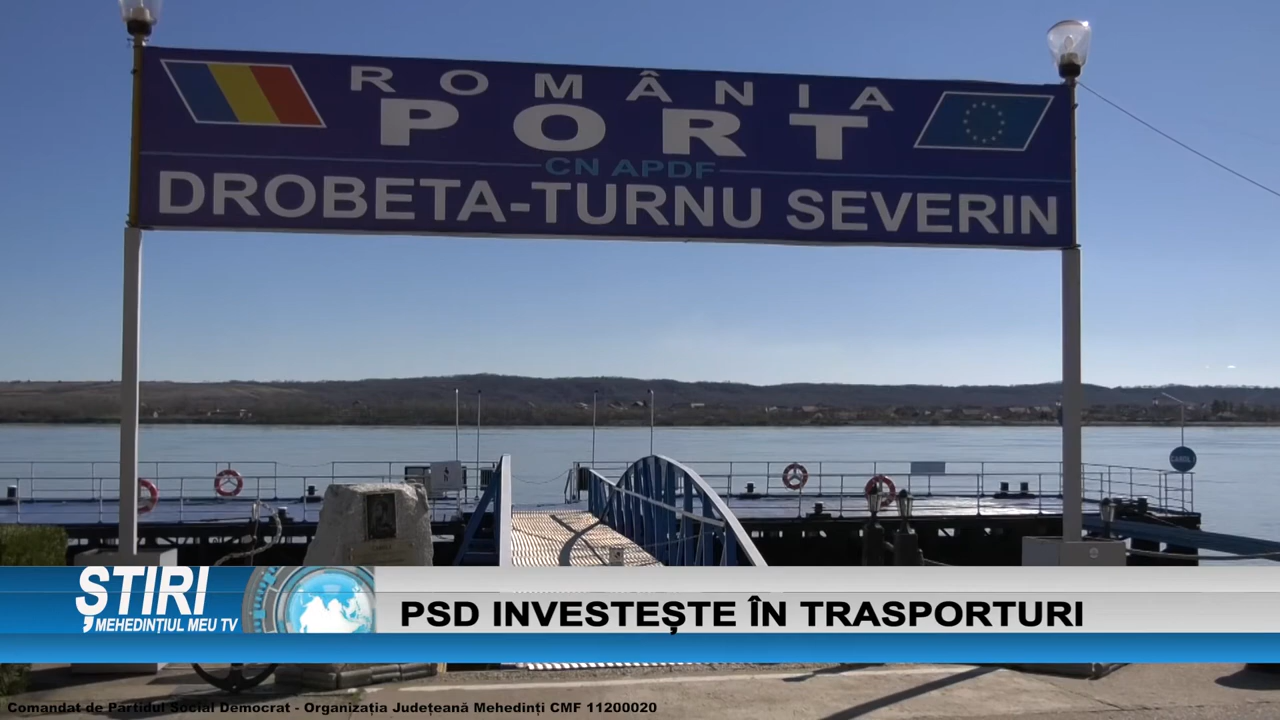 ROMÂNIA
PORT
CN APDF
DROBETA-TURNU SEVERIN
CAROL
ȘTIRI
MEHEDINȚIUL MEU TV
PSD INVESTEȘTE ÎN TRASPORTURI
Comandat de Partidul Social Democrat - Organizația Județeană Mehedinți CMF 11200020